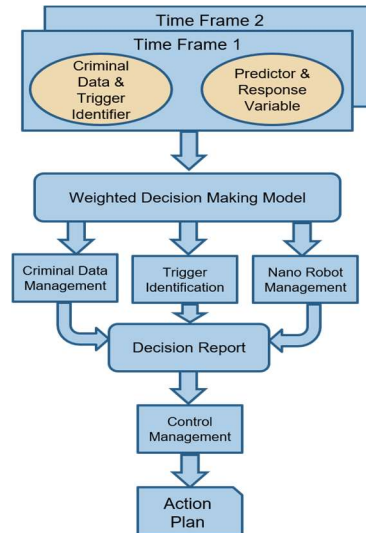 Time Frame 2
Time Frame 1
Criminal
Data &
Trigger
Identifier
Predictor &
Response
Variable
Weighted Decision Making Model
Criminal Data
Management
Trigger
Identification
Nano Robot
Management
Decision Report
Control
Management
Action
Plan